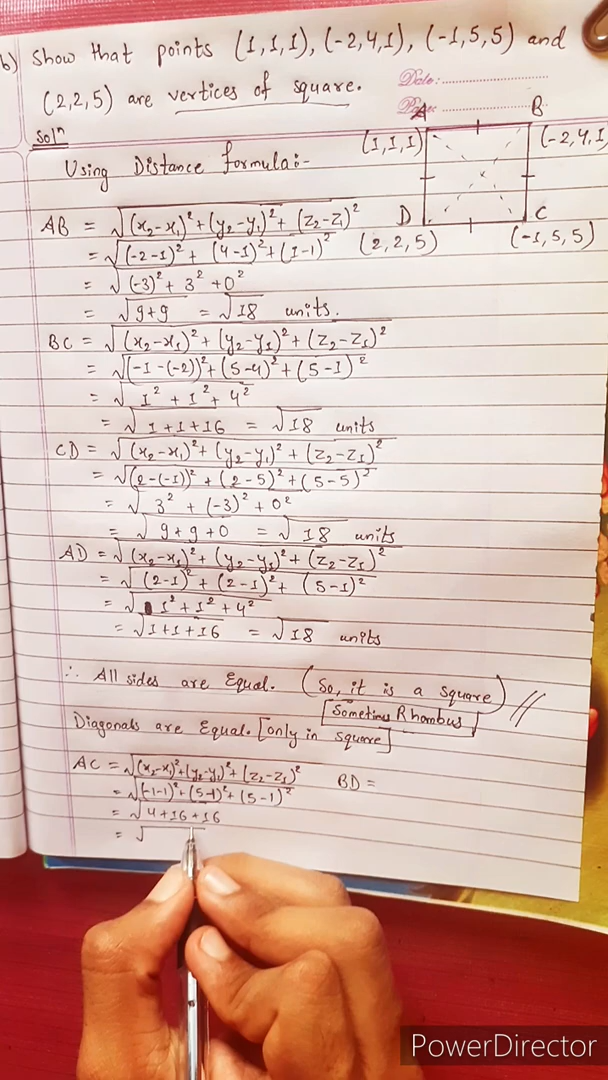 b) Show that points (1,1,1), (-2,4,1), (-1,5,5) and
(2,2,5) are vertices of square.
Date:
Page:
Solⁿ
Using Distance formula:-
A B
(1,1,1) (-2,4,1
D C
(2,2,5) (-1,5,5)
AB = √(x₂-x₁)²+(y₂-y₁)²+(z₂-z₁)²
= √(-2-1)²+ (4-1)²+(1-1)²
= √(-3)²+ 3² +0²
= √9+9 = √18 units.
BC = √(x₂-x₁)²+(y₂-y₁)²+(z₂-z₁)²
= √(-1-(-2))²+(5-4)²+(5-1)²
= √1²+1²+4²
= √1+1+16 = √18 units
CD = √(x₂-x₁)²+(y₂-y₁)²+(z₂-z₁)²
= √(2-(-1))²+(2-5)²+(5-5)²
= √3²+(-3)²+0²
= √9+9+0 = √18 units
AD = √(x₂-x₁)²+(y₂-y₁)²+(z₂-z₁)²
= √(2-1)²+(2-1)²+ (5-1)²
= √1²+1²+4²
= √1+1+16 = √18 units
∴ All sides are Equal. (So, it is a square)//
[Sometimes Rhombus]
Diagonals are Equal. [only in square]
AC = √(x₂-x₁)²+(y₂-y₁)²+(z₂-z₁)² BD =
= √(-1-1)²+(5-1)²+(5-1)²
= √4+16+16
= √
PowerDirector